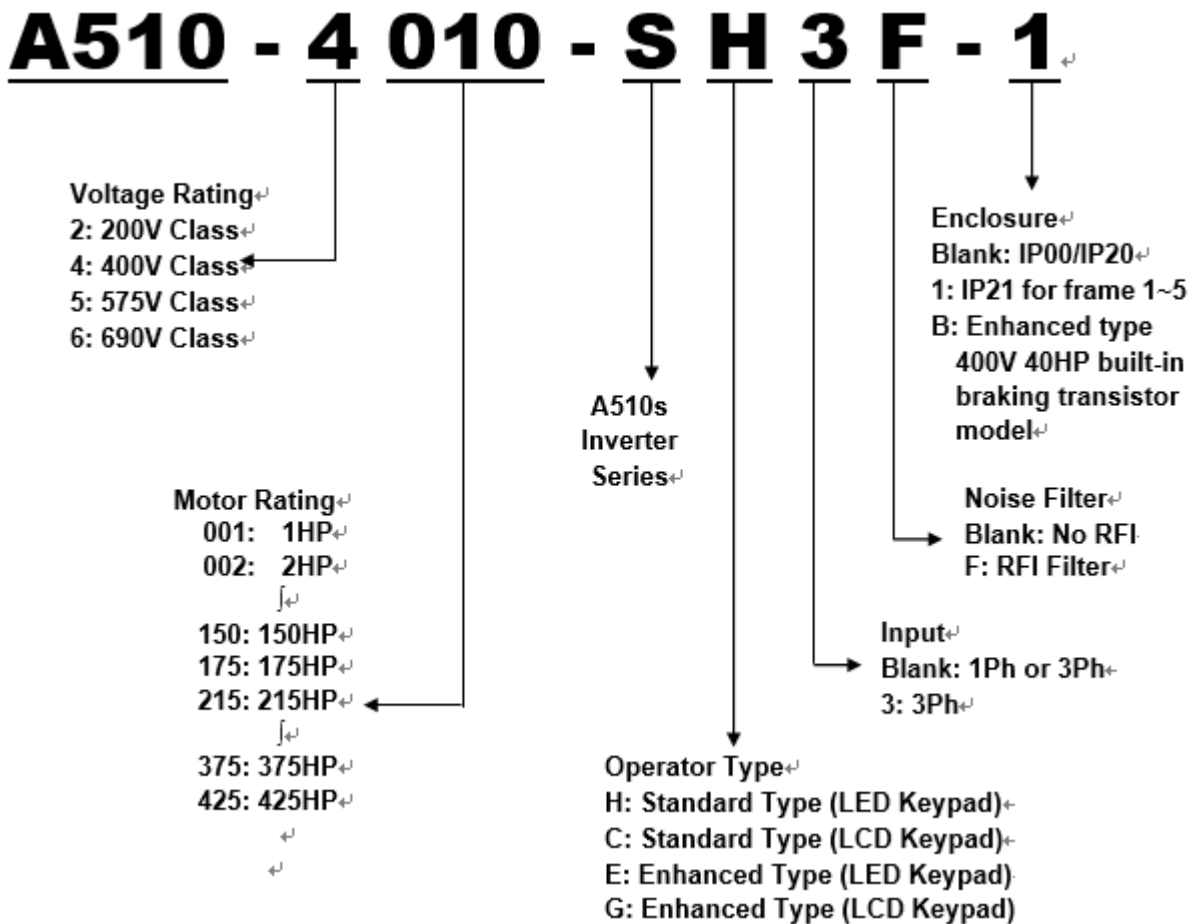 A510 - 4 010 - S H 3 F - 1↵
Voltage Rating↵
2: 200V Class↵
4: 400V Class↵
5: 575V Class↵
6: 690V Class↵
Motor Rating↵
001: 1HP↵
002: 2HP↵
∫↵
150: 150HP↵
175: 175HP↵
215: 215HP↵
∫↵
375: 375HP↵
425: 425HP↵
↵
↵
A510s
Inverter
Series↵
Operator Type↵
H: Standard Type (LED Keypad)↵
C: Standard Type (LCD Keypad)↵
E: Enhanced Type (LED Keypad)
G: Enhanced Type (LCD Keypad)
Input↵
Blank: 1Ph or 3Ph↵
3: 3Ph↵
Noise Filter↵
Blank: No RFI
F: RFI Filter↵
Enclosure↵
Blank: IP00/IP20↵
1: IP21 for frame 1~5
B: Enhanced type
400V 40HP built-in
braking transistor
model↵